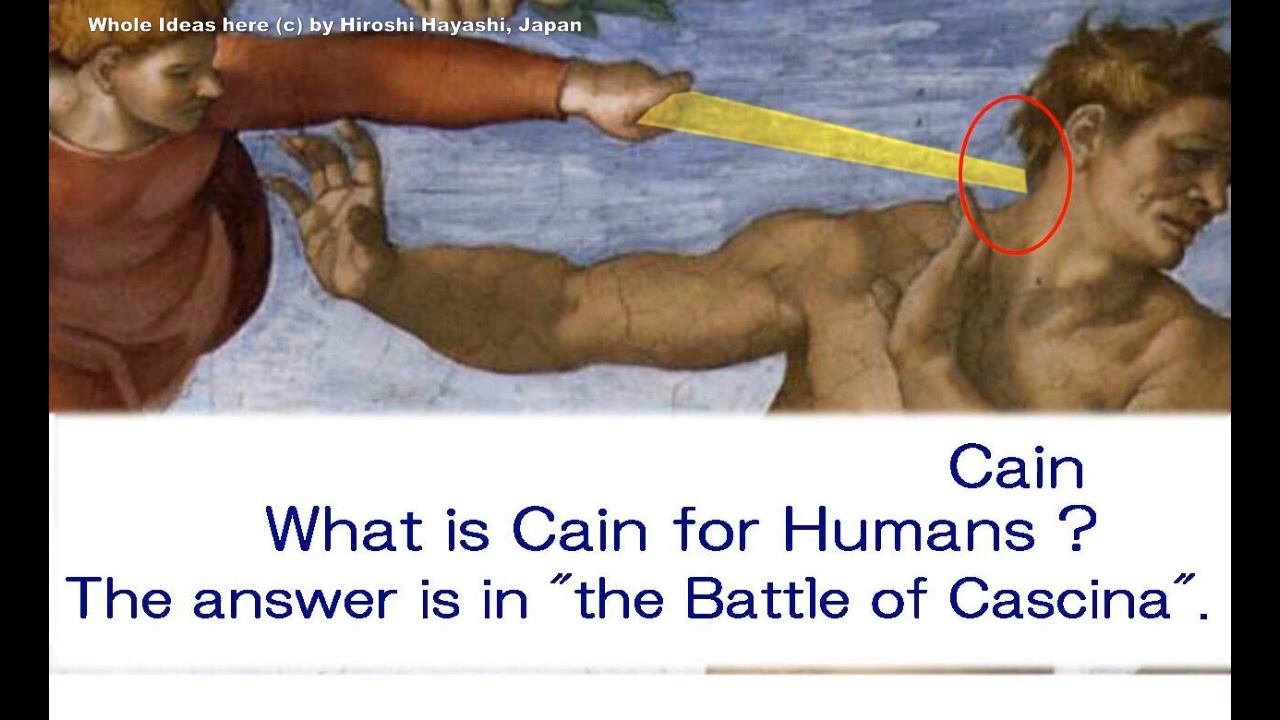 Whole Ideas here (c) by Hiroshi Hayashi, Japan
Cain
What is Cain for Humans ?
The answer is in "the Battle of Cascina".